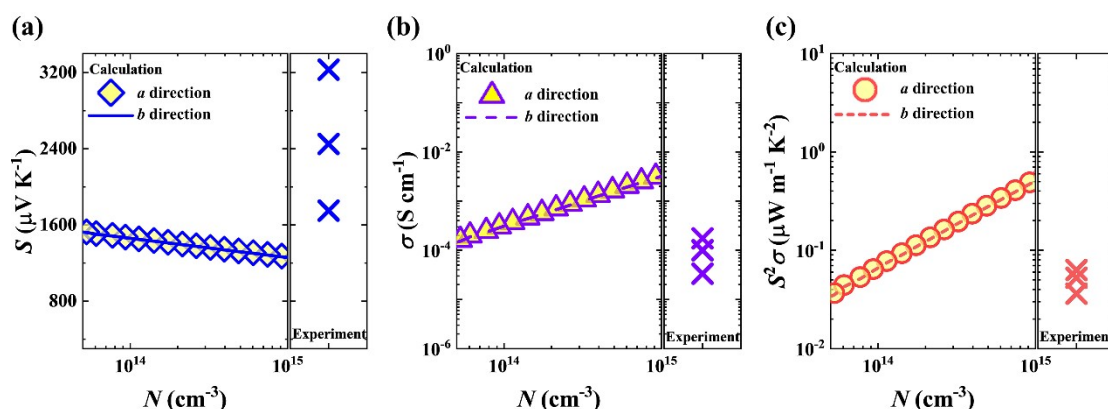 (a)
S (μV K⁻¹)
3200
2400
1600
800
Calculation
a direction
b direction
Experiment
10¹⁴
10¹⁵
N (cm⁻³)
(b)
σ (S cm⁻¹)
10⁰
10⁻²
10⁻⁴
10⁻⁶
Calculation
a direction
b direction
Experiment
10¹⁴
10¹⁵
N (cm⁻³)
(c)
S²σ (μW m⁻¹ K⁻²)
10¹
10⁰
10⁻¹
10⁻²
Calculation
a direction
b direction
Experiment
10¹⁴
10¹⁵
N (cm⁻³)